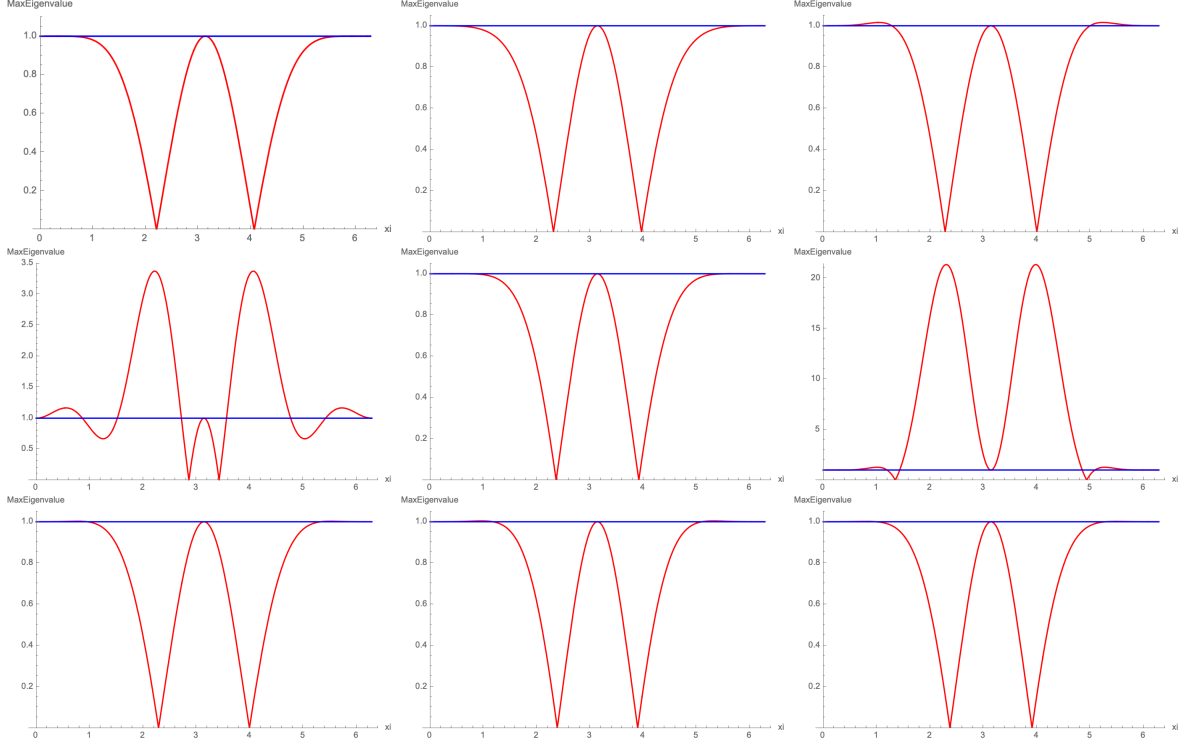 MaxEigenvalue MaxEigenvalue MaxEigenvalue
1.0 1.0 1.0
0.8 0.8 0.8
0.6 0.6 0.6
0.4 0.4 0.4
0.2 0.2 0.2
0 1 2 3 4 5 6 xi 0 1 2 3 4 5 6 xi 0 1 2 3 4 5 6 xi
MaxEigenvalue MaxEigenvalue MaxEigenvalue
3.5
3.0
2.5
2.0
1.5
1.0
0.5
0 1 2 3 4 5 6 xi
1.0
0.8
0.6
0.4
0.2
0 1 2 3 4 5 6 xi
20
15
10
5
0 1 2 3 4 5 6 xi
MaxEigenvalue MaxEigenvalue MaxEigenvalue
1.0 1.0 1.0
0.8 0.8 0.8
0.6 0.6 0.6
0.4 0.4 0.4
0.2 0.2 0.2
0 1 2 3 4 5 6 xi 0 1 2 3 4 5 6 xi 0 1 2 3 4 5 6 xi